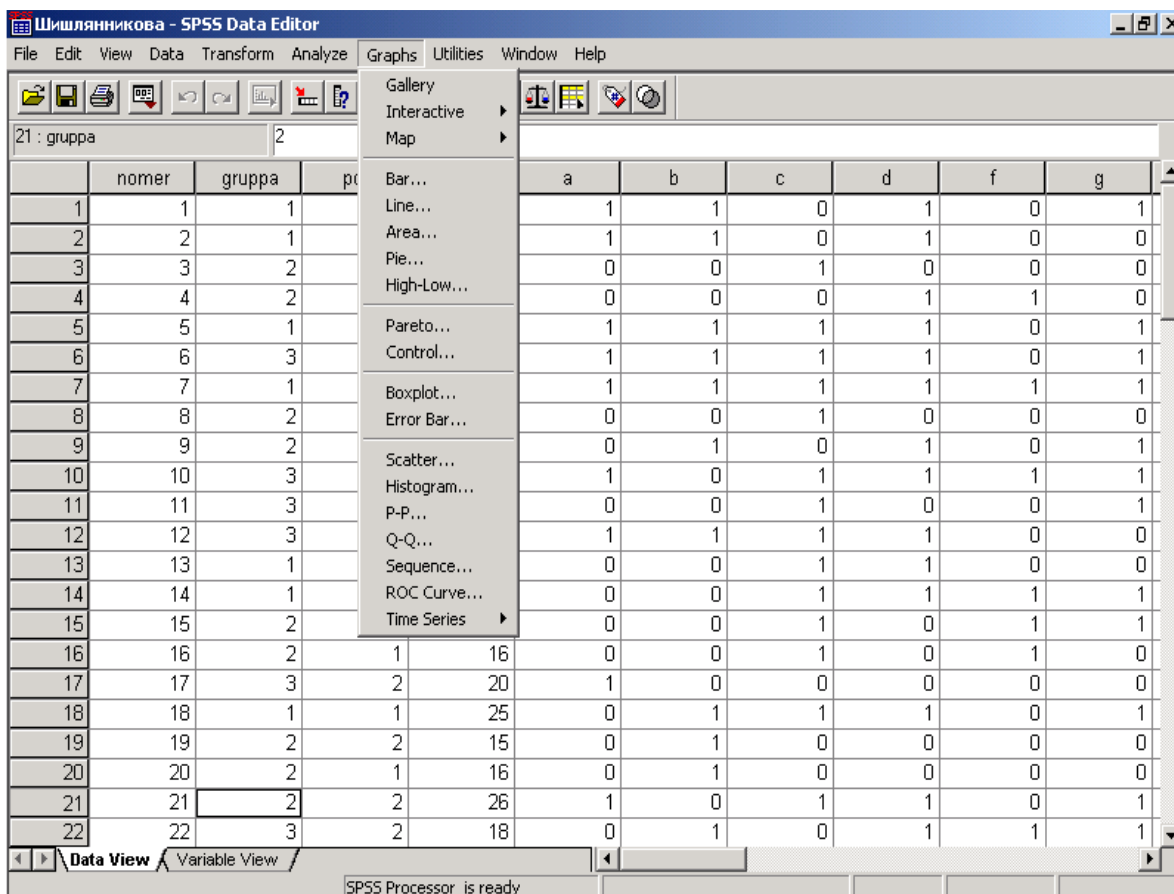 SPSS
Шишлянникова - SPSS Data Editor
File Edit View Data Transform Analyze Graphs Utilities Window Help
21 : gruppa 2
Gallery
Interactive
Map
Bar...
Line...
Area...
Pie...
High-Low...
Pareto...
Control...
Boxplot...
Error Bar...
Scatter...
Histogram...
P-P...
Q-Q...
Sequence...
ROC Curve...
Time Series
nomer gruppa a b c d f g
1 1 1 1 1 0 1 0 1
2 2 1 1 1 0 1 0 0
3 3 2 0 0 1 0 0 0
4 4 2 0 0 0 1 1 0
5 5 1 1 1 1 1 0 1
6 6 3 1 1 1 1 0 1
7 7 1 1 1 1 1 1 1
8 8 2 0 0 1 0 0 0
9 9 2 0 1 0 1 0 1
10 10 3 1 0 1 1 1 1
11 11 3 0 0 1 0 0 1
12 12 3 1 1 1 1 0 0
13 13 1 0 0 1 1 0 0
14 14 1 0 0 1 1 1 1
15 15 2 0 0 1 0 1 1
16 16 2 1 16 0 0 1 0 1 0
17 17 3 2 20 1 0 0 0 0 0
18 18 1 1 25 0 1 1 1 0 1
19 19 2 2 15 0 1 0 0 0 0
20 20 2 1 16 0 1 0 0 0 0
21 21 2 2 26 1 0 1 1 0 1
22 22 3 2 18 0 1 0 1 1 1
Data View Variable View
SPSS Processor is ready